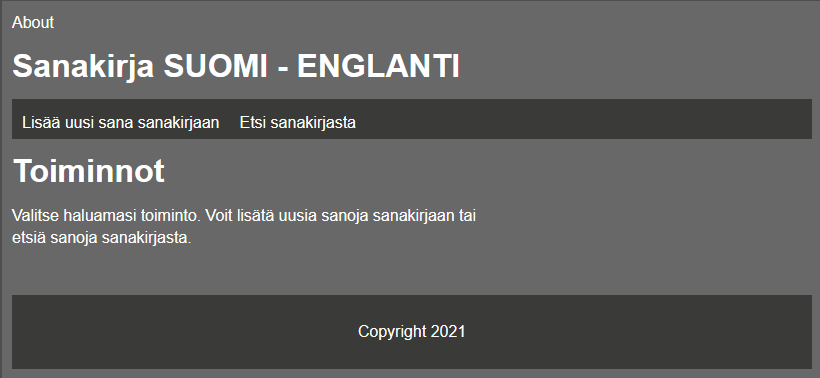 About
Sanakirja SUOMI - ENGLANTI
Lisää uusi sana sanakirjaan Etsi sanakirjasta
Toiminnot
Valitse haluamasi toiminto. Voit lisätä uusia sanoja sanakirjaan tai
etsiä sanoja sanakirjasta.
Copyright 2021